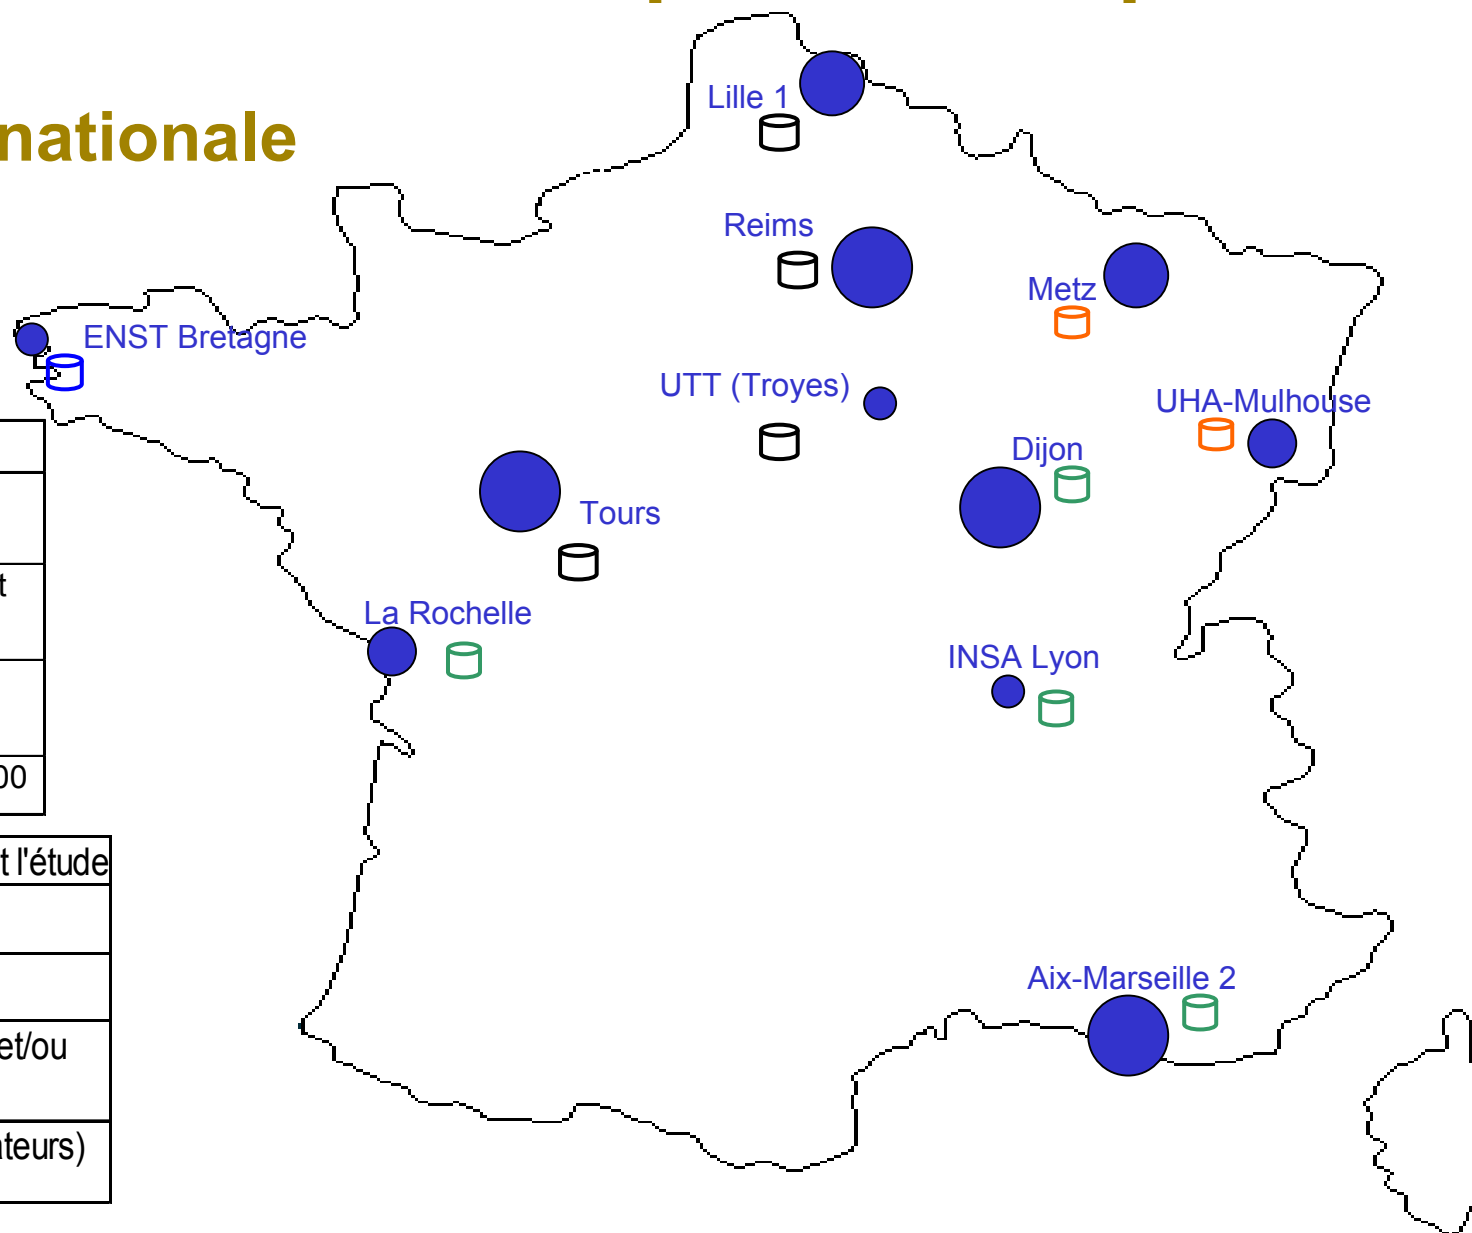 nationale
Lille 1
Reims
Metz
ENST Bretagne
UTT (Troyes)
UHA-Mulhouse
Dijon
Tours
La Rochelle
INSA Lyon
Aix-Marseille 2
t
00
t l'étude
et/ou
ateurs)